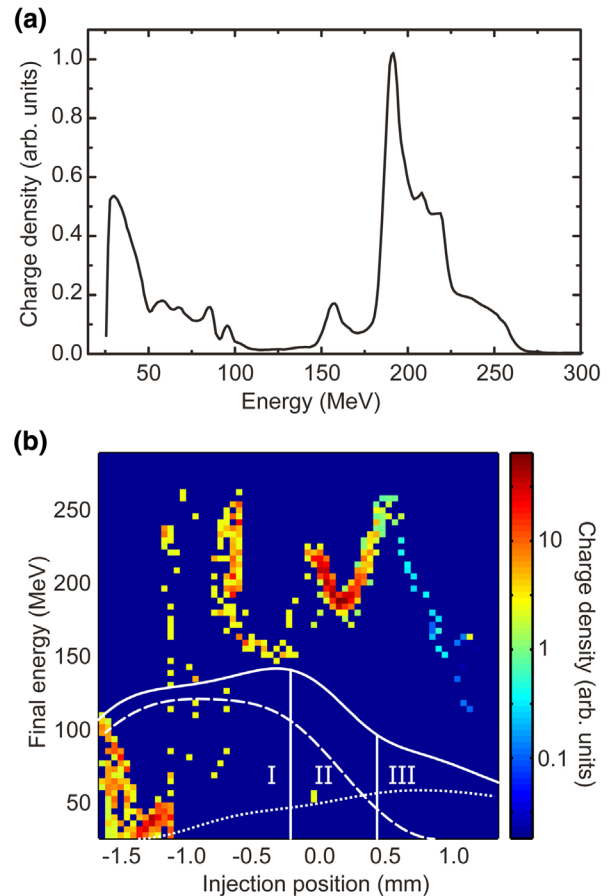 (a)
Charge density (arb. units)
1.0
0.8
0.6
0.4
0.2
0.0
50 100 150 200 250 300
Energy (MeV)
(b)
Final energy (MeV)
250
200
150
100
50
I II III
-1.5 -1.0 -0.5 0.0 0.5 1.0
Injection position (mm)
10
1
0.1
Charge density (arb. units)